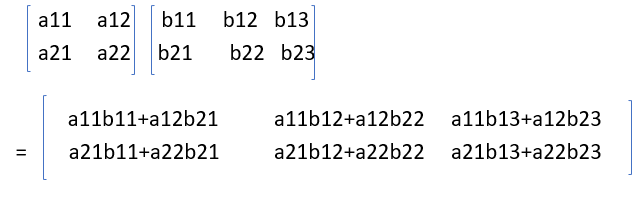 a11 a12 b11 b12 b13
a21 a22 b21 b22 b23
a11b11+a12b21 a11b12+a12b22 a11b13+a12b23
= a21b11+a22b21 a21b12+a22b22 a21b13+a22b23